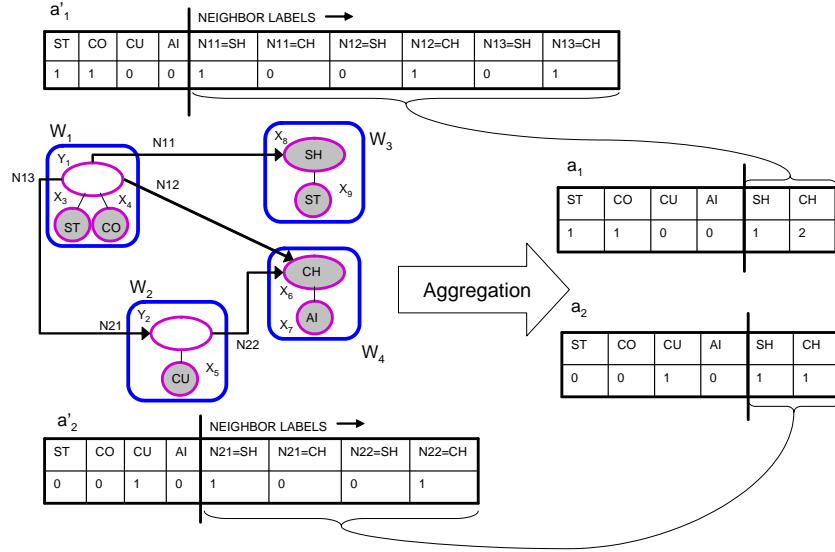 a'1 NEIGHBOR LABELS
ST CO CU AI N11=SH N11=CH N12=SH N12=CH N13=SH N13=CH
1 1 0 0 1 0 0 1 0 1
W1 N11 X8 W3
Y1 SH
N13 N12
X3 X4 X9
ST CO ST
a1
ST CO CU AI SH CH
1 1 0 0 1 2
CH
W2 X6
Y2 Aggregation
N21 N22 X7 AI
X5 W4
CU
a2
ST CO CU AI SH CH
0 0 1 0 1 1
a'2 NEIGHBOR LABELS
ST CO CU AI N21=SH N21=CH N22=SH N22=CH
0 0 1 0 1 0 0 1